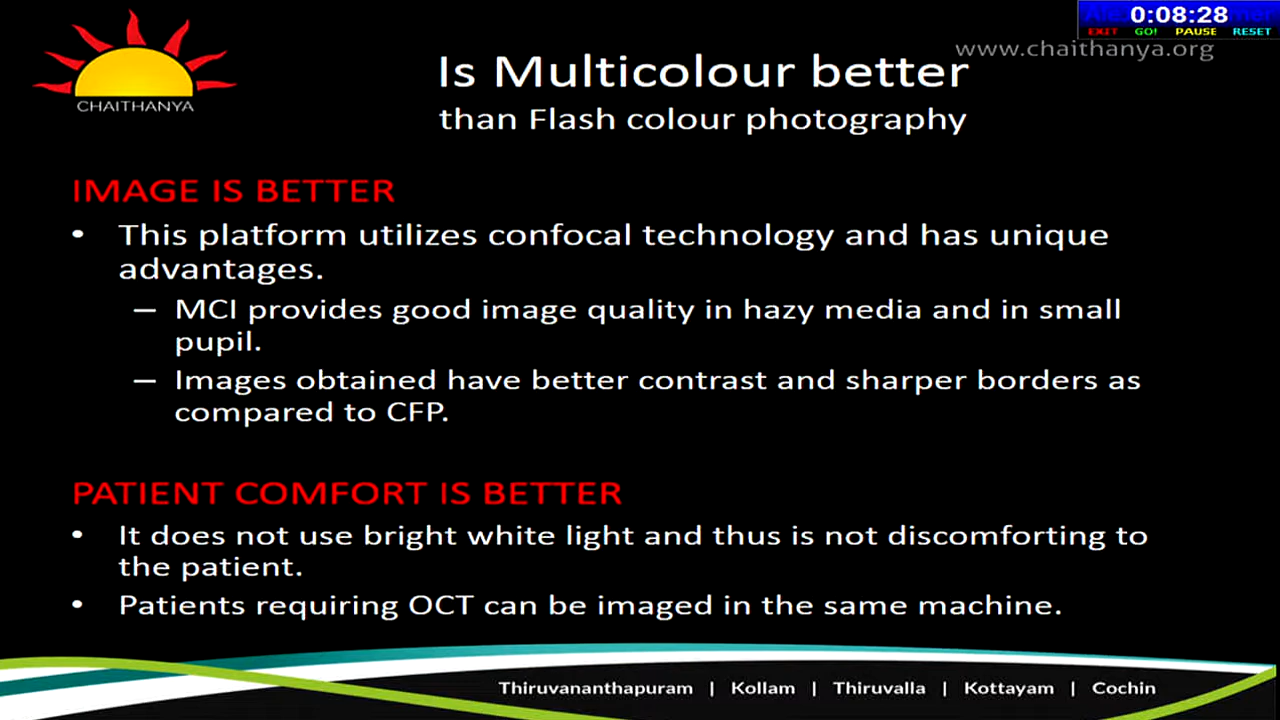 0:08:28
EXIT GO! PAUSE RESET
www.chaithanya.org
CHAITHANYA
Is Multicolour better
than Flash colour photography
IMAGE IS BETTER
• This platform utilizes confocal technology and has unique
advantages.
– MCI provides good image quality in hazy media and in small
pupil.
– Images obtained have better contrast and sharper borders as
compared to CFP.
PATIENT COMFORT IS BETTER
• It does not use bright white light and thus is not discomforting to
the patient.
• Patients requiring OCT can be imaged in the same machine.
Thiruvananthapuram | Kollam | Thiruvalla | Kottayam | Cochin